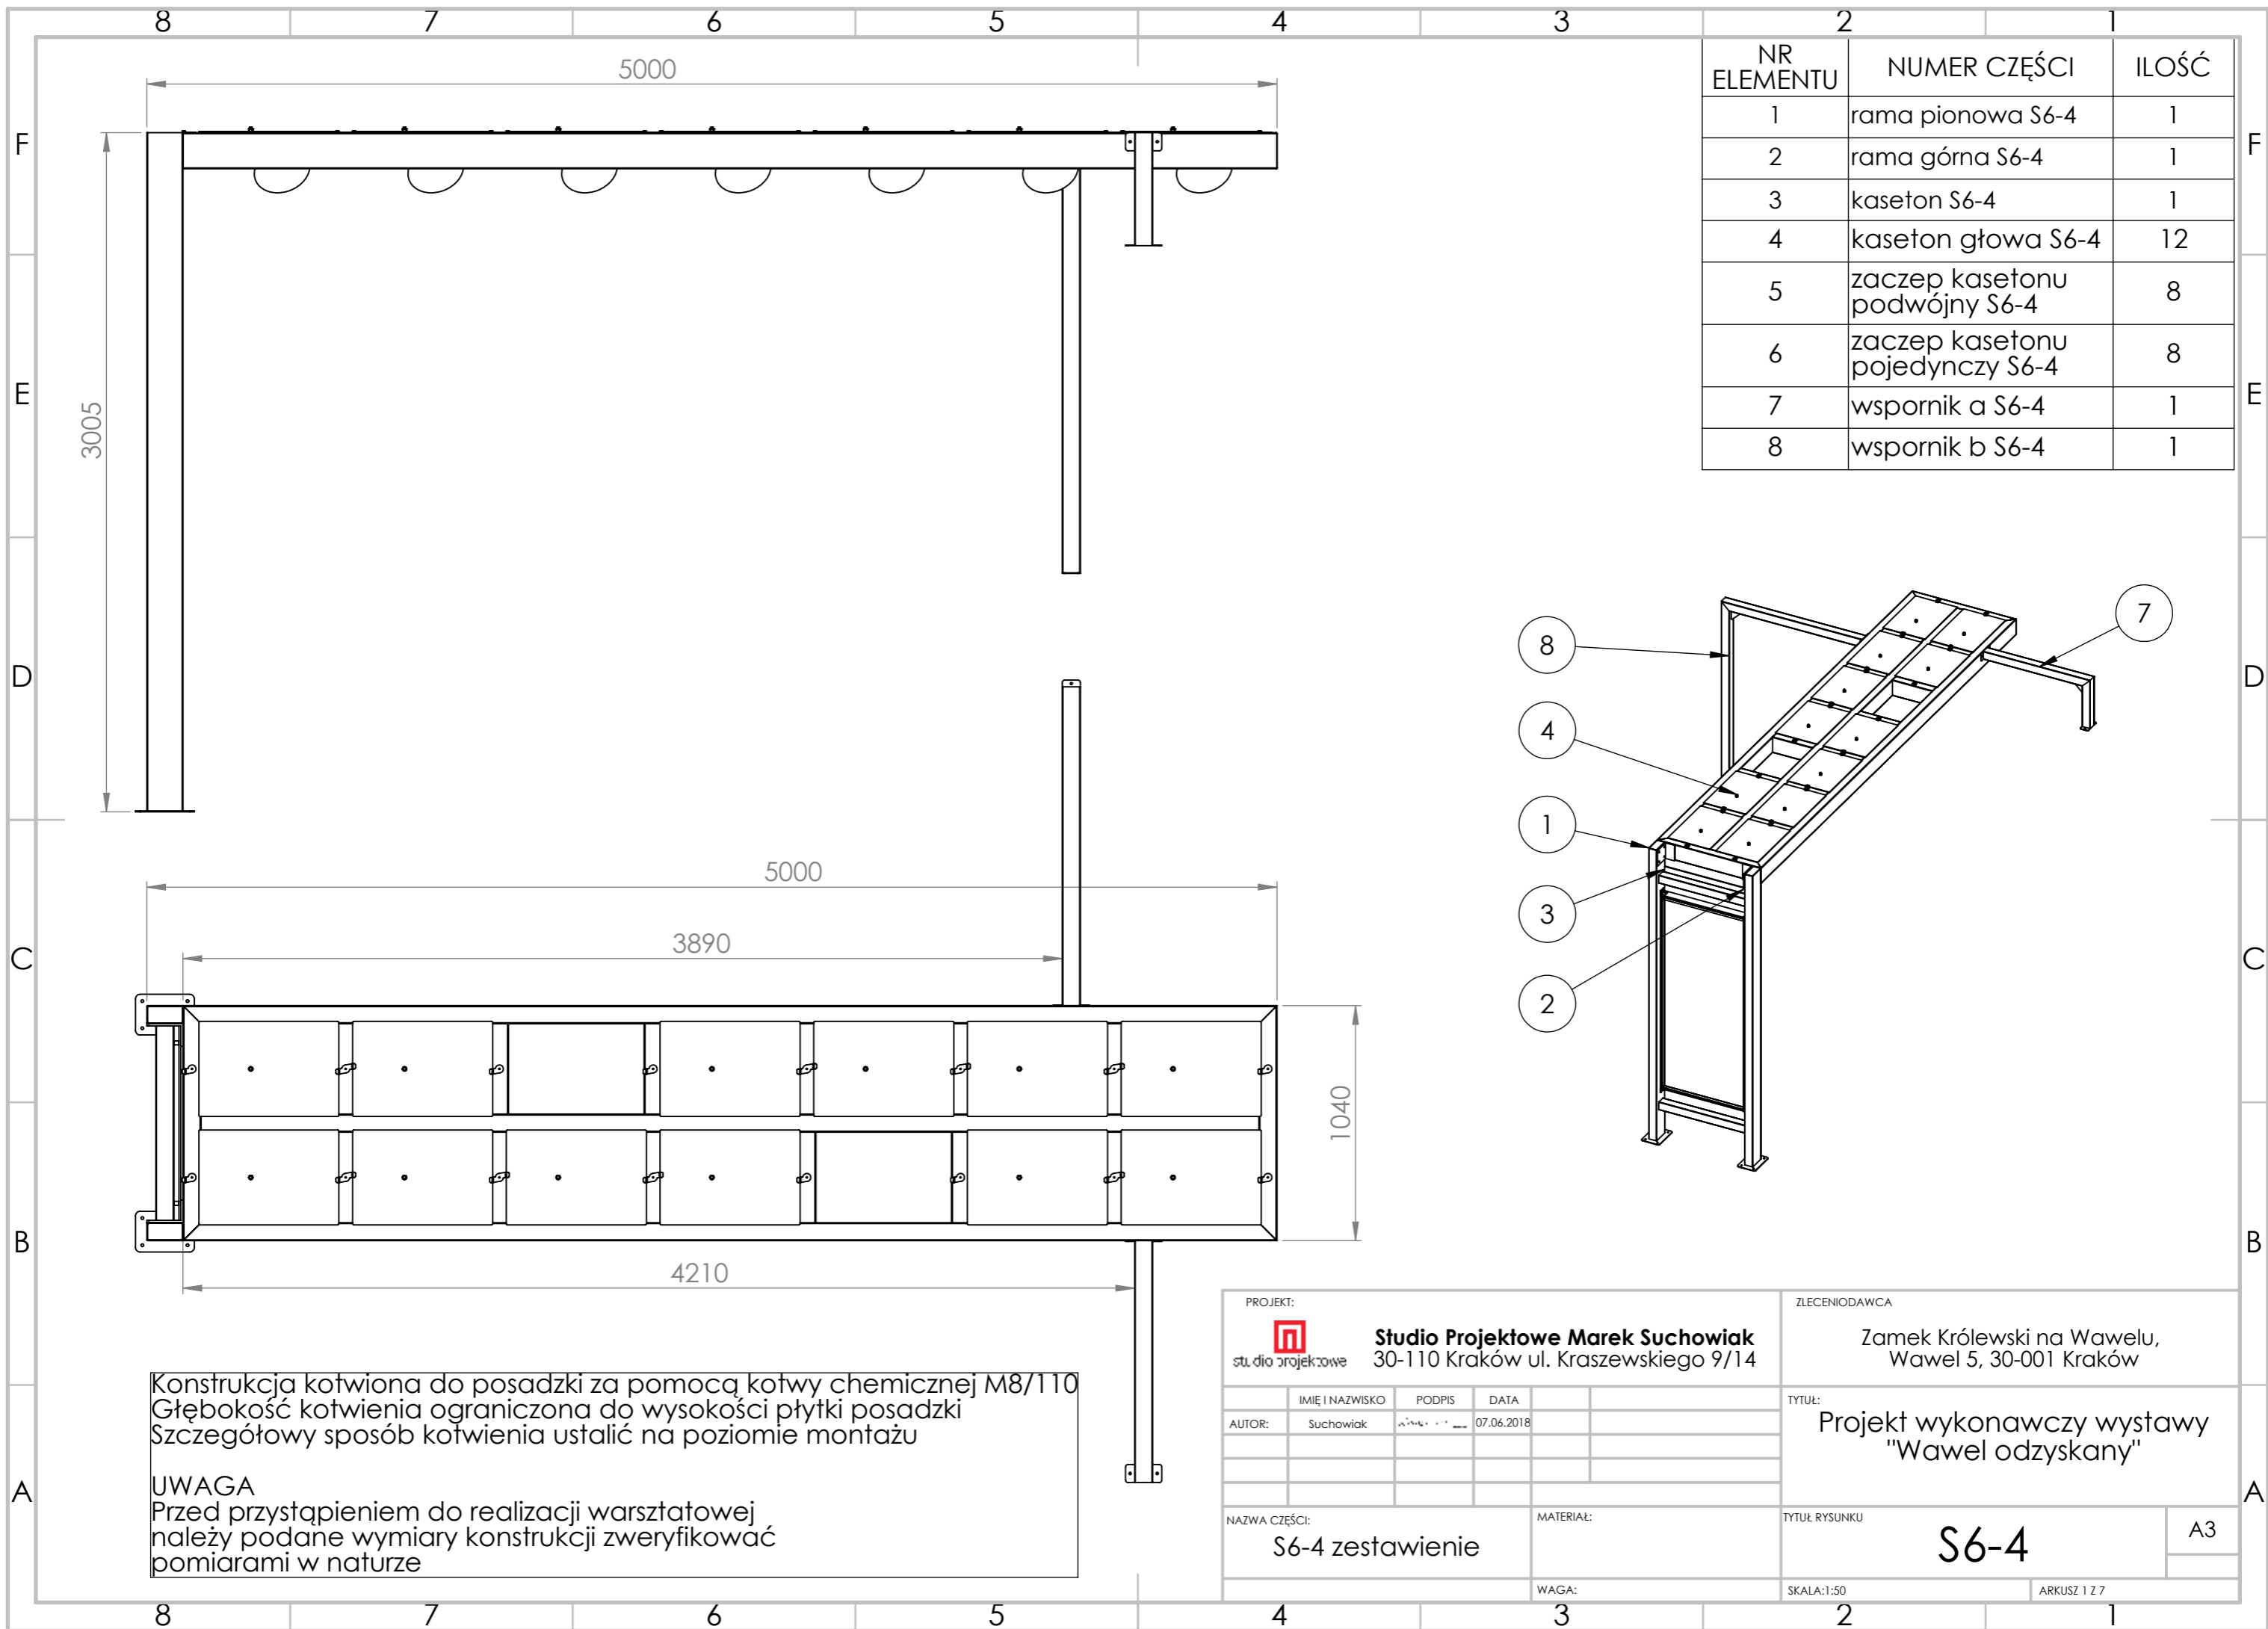 8 7 6 5 4 3 2 1
F
E
D
C
B
A
F
E
D
C
B
A
5000
3005
NR ELEMENTU NUMER CZĘŚCI ILOŚĆ
1 rama pionowa S6-4 1
2 rama górna S6-4 1
3 kaseton S6-4 1
4 kaseton głowa S6-4 12
5 zaczep kasetonu
podwójny S6-4 8
6 zaczep kasetonu
pojedynczy S6-4 8
7 wspornik a S6-4 1
8 wspornik b S6-4 1
8
7
4
1
3
2
5000
3890
1040
4210
Konstrukcja kotwiona do posadzki za pomocą kotwy chemicznej M8/110
Głębokość kotwienia ograniczona do wysokości płytki posadzki
Szczegółowy sposób kotwienia ustalić na poziomie montażu
UWAGA
Przed przystąpieniem do realizacji warsztatowej
należy podane wymiary konstrukcji zweryfikować
pomiarami w naturze
PROJEKT:
studio projektowe
Studio Projektowe Marek Suchowiak
30-110 Kraków ul. Kraszewskiego 9/14
ZLECENIODAWCA
Zamek Królewski na Wawelu,
Wawel 5, 30-001 Kraków
IMIĘ I NAZWISKO PODPIS DATA
AUTOR: Suchowiak 07.06.2018
TYTUŁ:
Projekt wykonawczy wystawy
"Wawel odzyskany"
NAZWA CZĘŚCI:
S6-4 zestawienie
MATERIAŁ:
TYTUŁ RYSUNKU
S6-4
A3
WAGA:
SKALA:1:50
ARKUSZ 1 Z 7
8 7 6 5 4 3 2 1